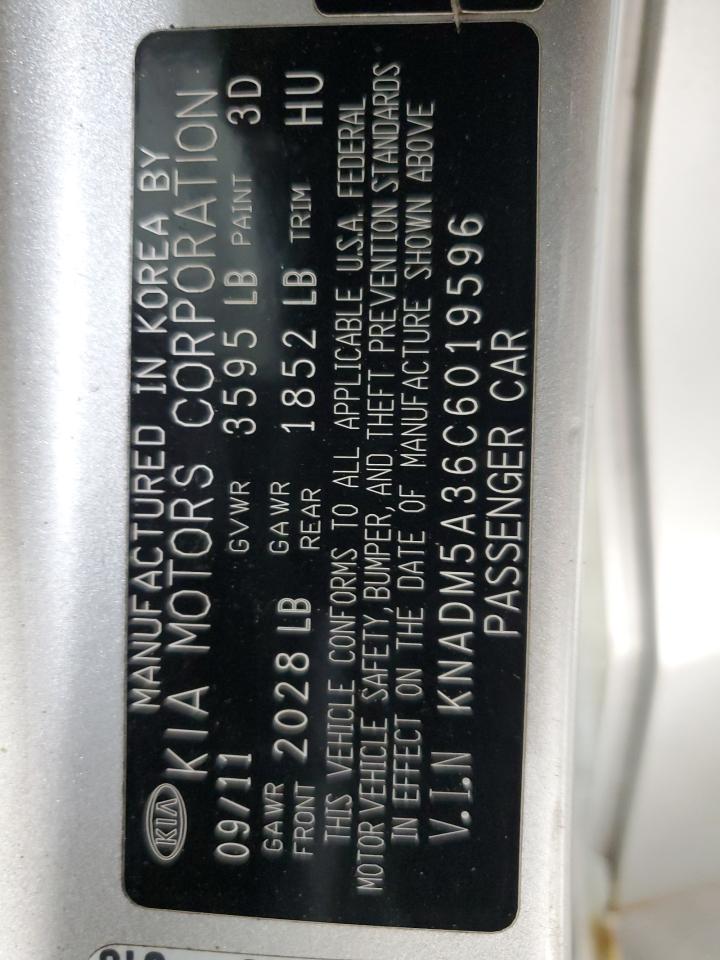 KIA
MANUFACTURED IN KOREA BY
KIA MOTORS CORPORATION
09/11 GVWR 3595 LB PAINT 3D
GAWR FRONT 2028 LB GAWR REAR 1852 LB TRIM HU
THIS VEHICLE CONFORMS TO ALL APPLICABLE U.S.A. FEDERAL
MOTOR VEHICLE SAFETY, BUMPER, AND THEFT PREVENTION STANDARDS
IN EFFECT ON THE DATE OF MANUFACTURE SHOWN ABOVE
V.I.N KNADM5A36C6019596
PASSENGER CAR